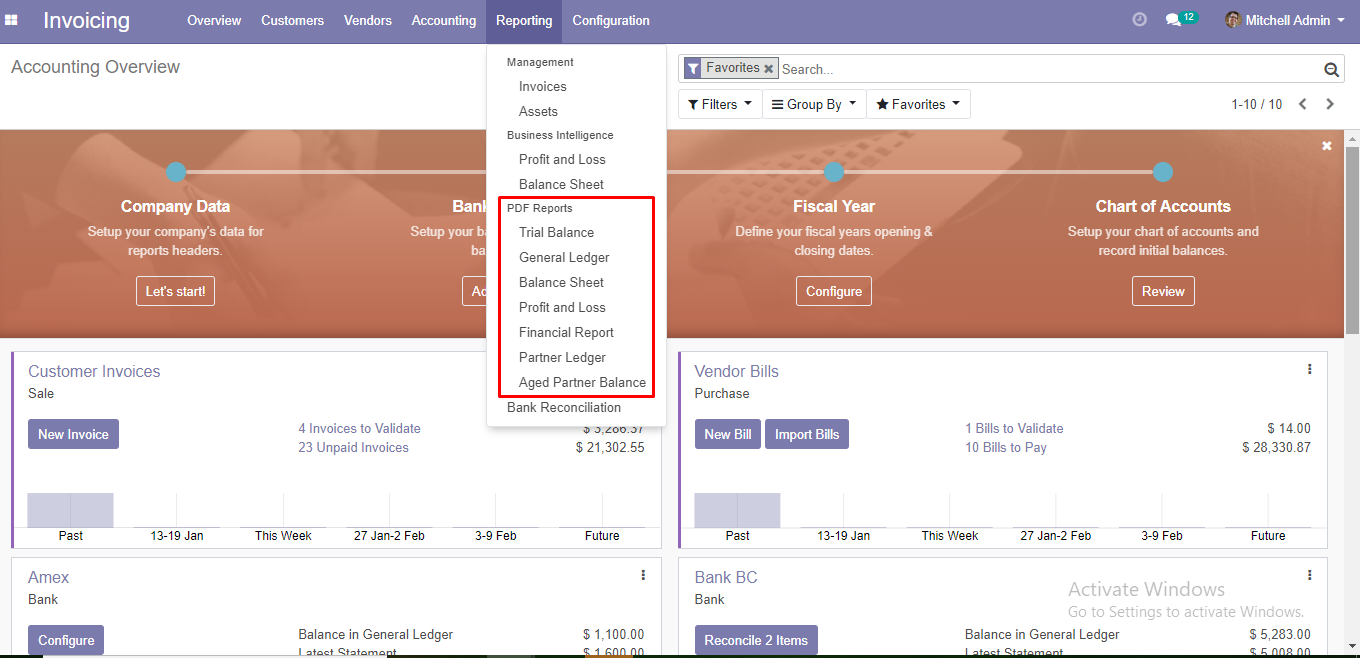 Invoicing
Overview Customers Vendors Accounting Reporting Configuration
12
Mitchell Admin
Accounting Overview
Favorites Search...
Filters Group By Favorites
1-10 / 10
Management
Invoices
Assets
Business Intelligence
Profit and Loss
Balance Sheet
PDF Reports
Trial Balance
General Ledger
Balance Sheet
Profit and Loss
Financial Report
Partner Ledger
Aged Partner Balance
Bank Reconciliation
Company Data
Setup your company's data for
reports headers.
Let's start!
Setup your
Fiscal Year
Define your fiscal years opening &
closing dates.
Configure
Chart of Accounts
Setup your chart of accounts and
record initial balances.
Review
Customer Invoices
Sale
New Invoice
4 Invoices to Validate $ 3,286.37
23 Unpaid Invoices $ 21,302.55
Past 13-19 Jan This Week 27 Jan-2 Feb 3-9 Feb Future
Vendor Bills
Purchase
New Bill Import Bills
1 Bills to Validate $ 14.00
10 Bills to Pay $ 28,330.87
Past 13-19 Jan This Week 27 Jan-2 Feb 3-9 Feb Future
Amex
Bank
Configure
Balance in General Ledger $ 1,100.00
Latest Statement $ 1,600.00
Bank BC
Bank
Reconcile 2 Items
Balance in General Ledger $ 5,283.00
Latest Statement $ 5,008.00
Activate Windows
Go to Settings to activate Windows.